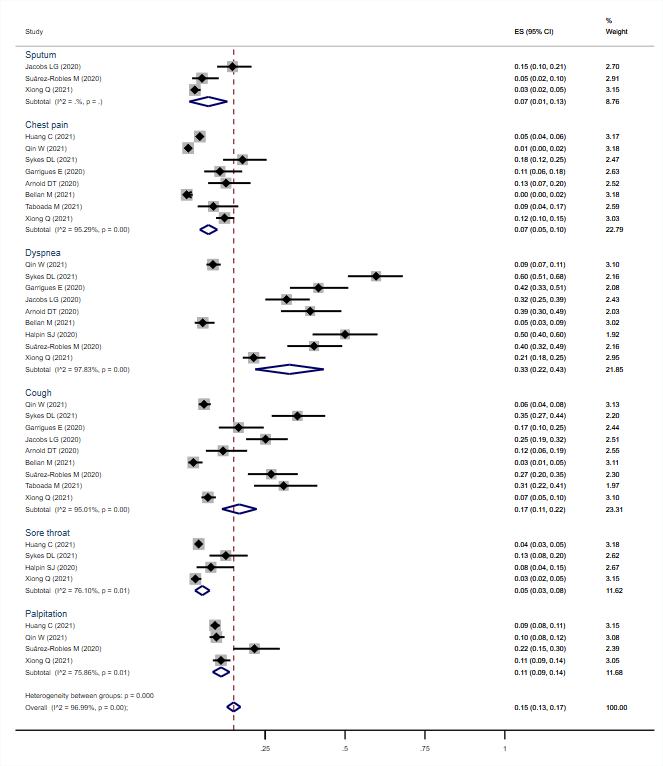 %
Study ES (95% CI) Weight
Sputum
Jacobs LG (2020) 0.15 (0.10, 0.21) 2.70
Suárez-Robles M (2020) 0.05 (0.02, 0.10) 2.91
Xiong Q (2021) 0.03 (0.02, 0.05) 3.15
Subtotal (I^2 = .%, p = .) 0.07 (0.01, 0.13) 8.76
Chest pain
Huang C (2021) 0.05 (0.04, 0.06) 3.17
Qin W (2021) 0.01 (0.00, 0.02) 3.18
Sykes DL (2021) 0.18 (0.12, 0.25) 2.47
Garrigues E (2020) 0.11 (0.06, 0.18) 2.63
Arnold DT (2020) 0.13 (0.07, 0.20) 2.52
Bellan M (2021) 0.00 (0.00, 0.02) 3.18
Taboada M (2021) 0.09 (0.04, 0.17) 2.59
Xiong Q (2021) 0.12 (0.10, 0.15) 3.03
Subtotal (I^2 = 95.29%, p = 0.00) 0.07 (0.05, 0.10) 22.79
Dyspnea
Qin W (2021) 0.09 (0.07, 0.11) 3.10
Sykes DL (2021) 0.60 (0.51, 0.68) 2.16
Garrigues E (2020) 0.42 (0.33, 0.51) 2.08
Jacobs LG (2020) 0.32 (0.25, 0.39) 2.43
Arnold DT (2020) 0.39 (0.30, 0.49) 2.03
Bellan M (2021) 0.05 (0.03, 0.09) 3.02
Halpin SJ (2020) 0.50 (0.40, 0.60) 1.92
Suárez-Robles M (2020) 0.40 (0.32, 0.49) 2.16
Xiong Q (2021) 0.21 (0.18, 0.25) 2.95
Subtotal (I^2 = 97.83%, p = 0.00) 0.33 (0.22, 0.43) 21.85
Cough
Qin W (2021) 0.06 (0.04, 0.08) 3.13
Sykes DL (2021) 0.35 (0.27, 0.44) 2.20
Garrigues E (2020) 0.17 (0.10, 0.25) 2.44
Jacobs LG (2020) 0.25 (0.19, 0.32) 2.51
Arnold DT (2020) 0.12 (0.06, 0.19) 2.55
Bellan M (2021) 0.03 (0.01, 0.05) 3.11
Suárez-Robles M (2020) 0.27 (0.20, 0.35) 2.30
Taboada M (2021) 0.31 (0.22, 0.41) 1.97
Xiong Q (2021) 0.07 (0.05, 0.10) 3.10
Subtotal (I^2 = 95.01%, p = 0.00) 0.17 (0.11, 0.22) 23.31
Sore throat
Huang C (2021) 0.04 (0.03, 0.05) 3.18
Sykes DL (2021) 0.13 (0.08, 0.20) 2.62
Halpin SJ (2020) 0.08 (0.04, 0.15) 2.67
Xiong Q (2021) 0.03 (0.02, 0.05) 3.15
Subtotal (I^2 = 76.10%, p = 0.01) 0.05 (0.03, 0.08) 11.62
Palpitation
Huang C (2021) 0.09 (0.08, 0.11) 3.15
Qin W (2021) 0.10 (0.08, 0.12) 3.08
Suárez-Robles M (2020) 0.22 (0.15, 0.30) 2.39
Xiong Q (2021) 0.11 (0.09, 0.14) 3.05
Subtotal (I^2 = 75.86%, p = 0.01) 0.11 (0.09, 0.14) 11.68
Heterogeneity between groups: p = 0.000
Overall (I^2 = 96.99%, p = 0.00); 0.15 (0.13, 0.17) 100.00
.25 .5 .75 1